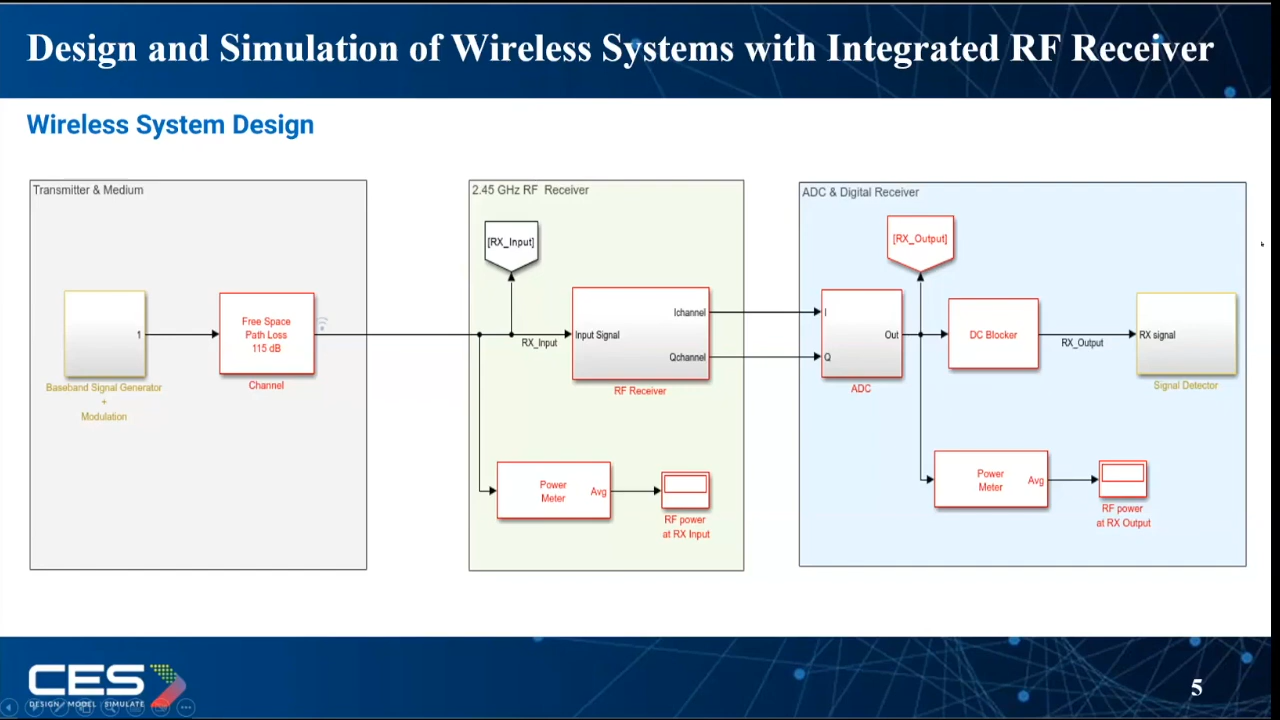 Design and Simulation of Wireless Systems with Integrated RF Receiver
Wireless System Design
Transmitter & Medium
1
Baseband Signal Generator
+
Modulation
Free Space
Path Loss
115 dB
Channel
2.45 GHz RF Receiver
[RX_Input]
RX_Input
Input Signal
Ichannel
Qchannel
RF Receiver
Power
Meter
Avg
RF power
at RX Input
ADC & Digital Receiver
[RX_Output]
I
Q
Out
ADC
DC Blocker
RX_Output
RX signal
Signal Detector
Power
Meter
Avg
RF power
at RX Output
CES
DESIGN MODEL SIMULATE
5